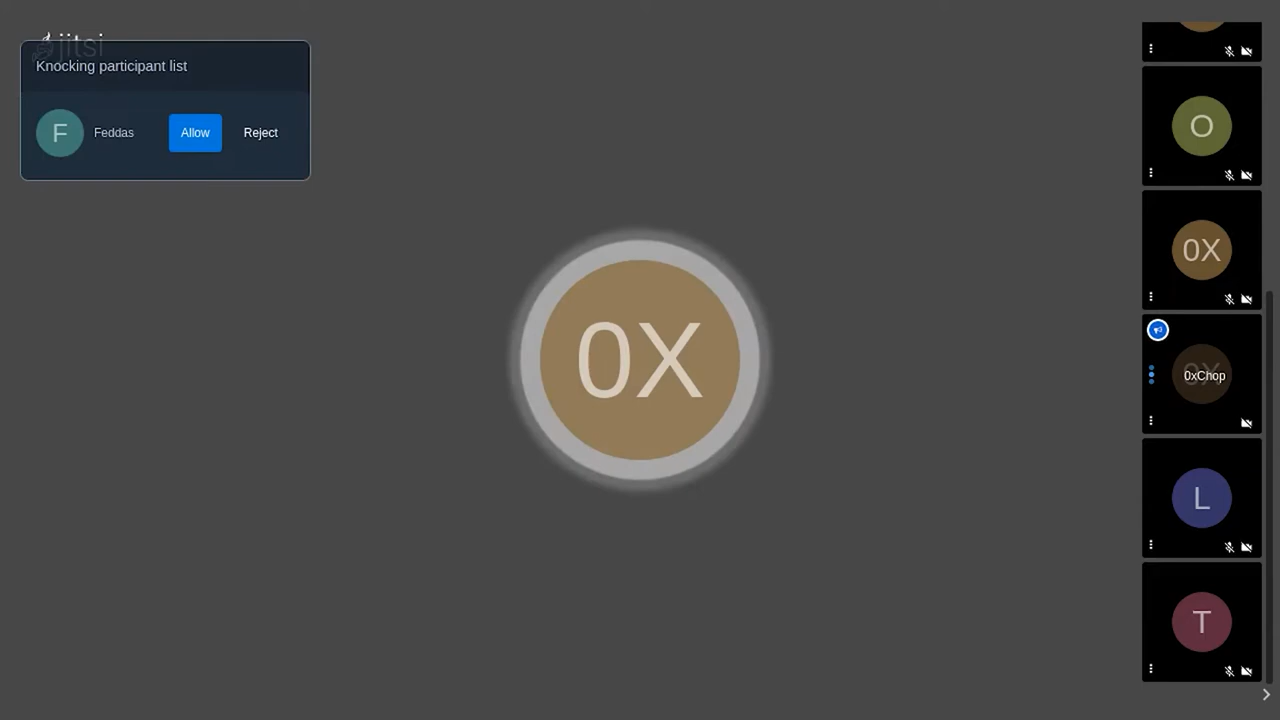 jitsi
Knocking participant list
F
Feddas
Allow
Reject
0X
O
0X
0xChop
L
T